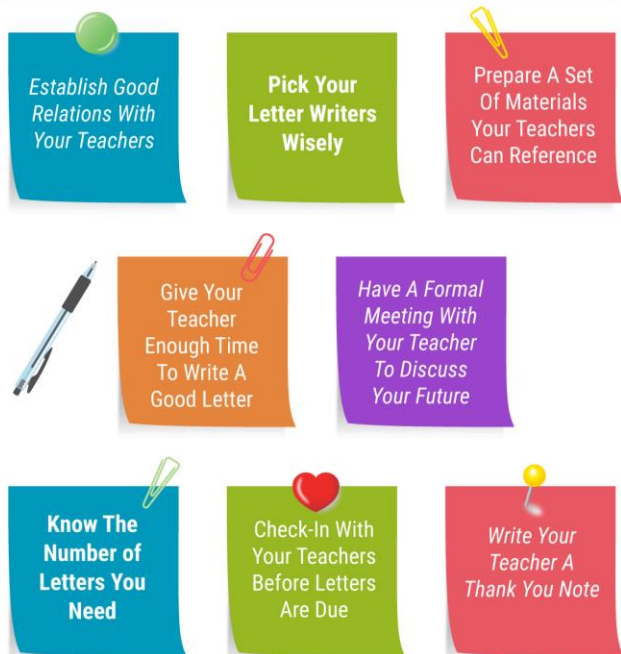 Establish Good
Relations With
Your Teachers
Pick Your
Letter Writers
Wisely
Prepare A Set
Of Materials
Your Teachers
Can Reference
Give Your
Teacher
Enough Time
To Write A
Good Letter
Have A Formal
Meeting With
Your Teacher
To Discuss
Your Future
Know The
Number of
Letters You
Need
Check-In With
Your Teachers
Before Letters
Are Due
Write Your
Teacher A
Thank You Note